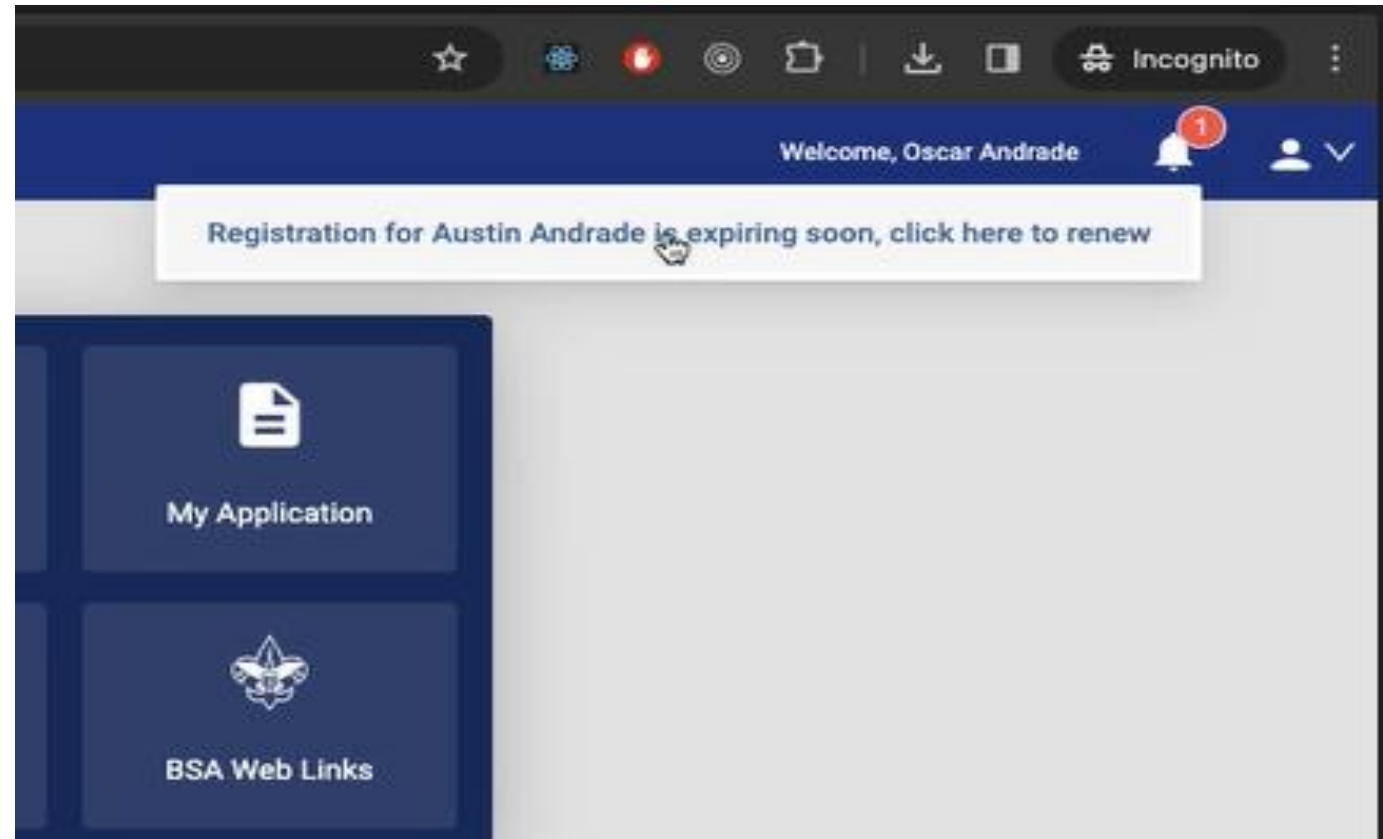 Incognito
Welcome, Oscar Andrade
1
Registration for Austin Andrade is expiring soon, click here to renew
My Application
BSA Web Links